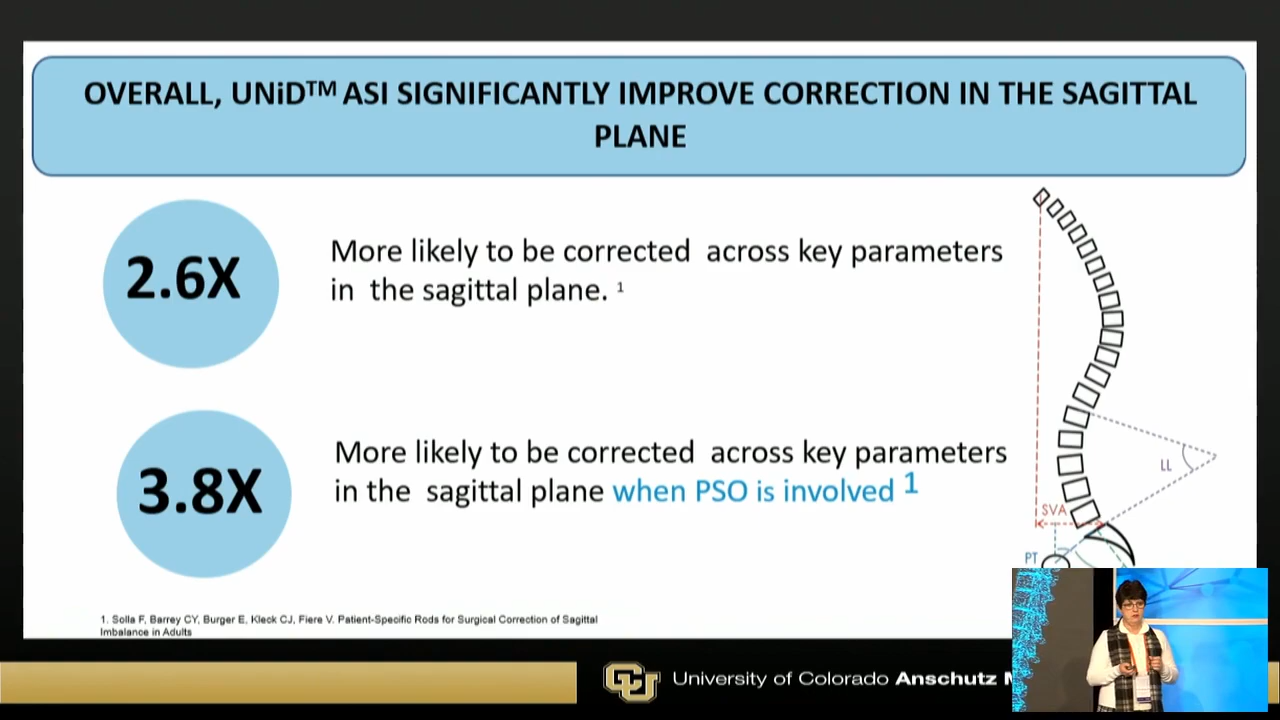 OVERALL, UNiD™ ASI SIGNIFICANTLY IMPROVE CORRECTION IN THE SAGITTAL
PLANE
2.6X
More likely to be corrected across key parameters
in the sagittal plane. 1
3.8X
More likely to be corrected across key parameters
in the sagittal plane when PSO is involved 1
LL
SVA
PT
1. Solla F, Barrey CY, Burger E, Kleck CJ, Fiere V. Patient-Specific Rods for Surgical Correction of Sagittal
Imbalance in Adults
CU
University of Colorado Anschutz M